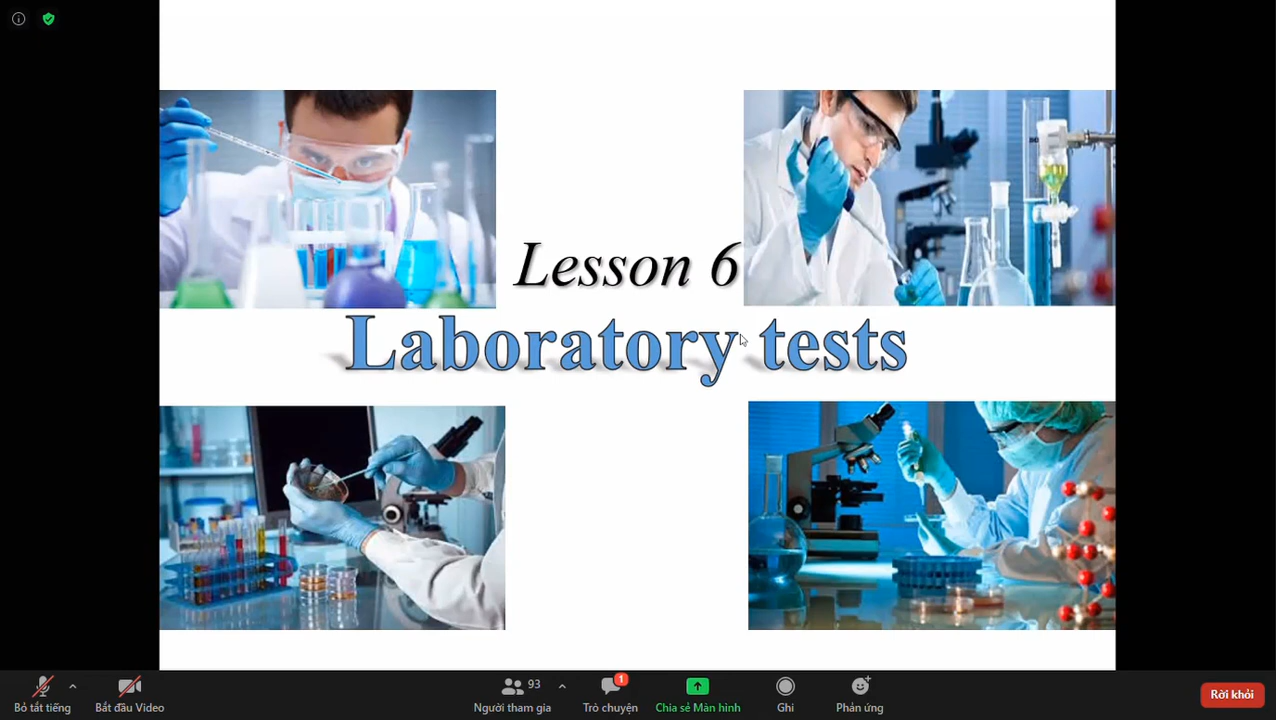 Lesson 6
Laboratory tests
Bỏ tắt tiếng
Bắt đầu Video
93
Người tham gia
1
Trò chuyện
Chia sẻ Màn hình
Ghi
Phản ứng
Rời khỏi